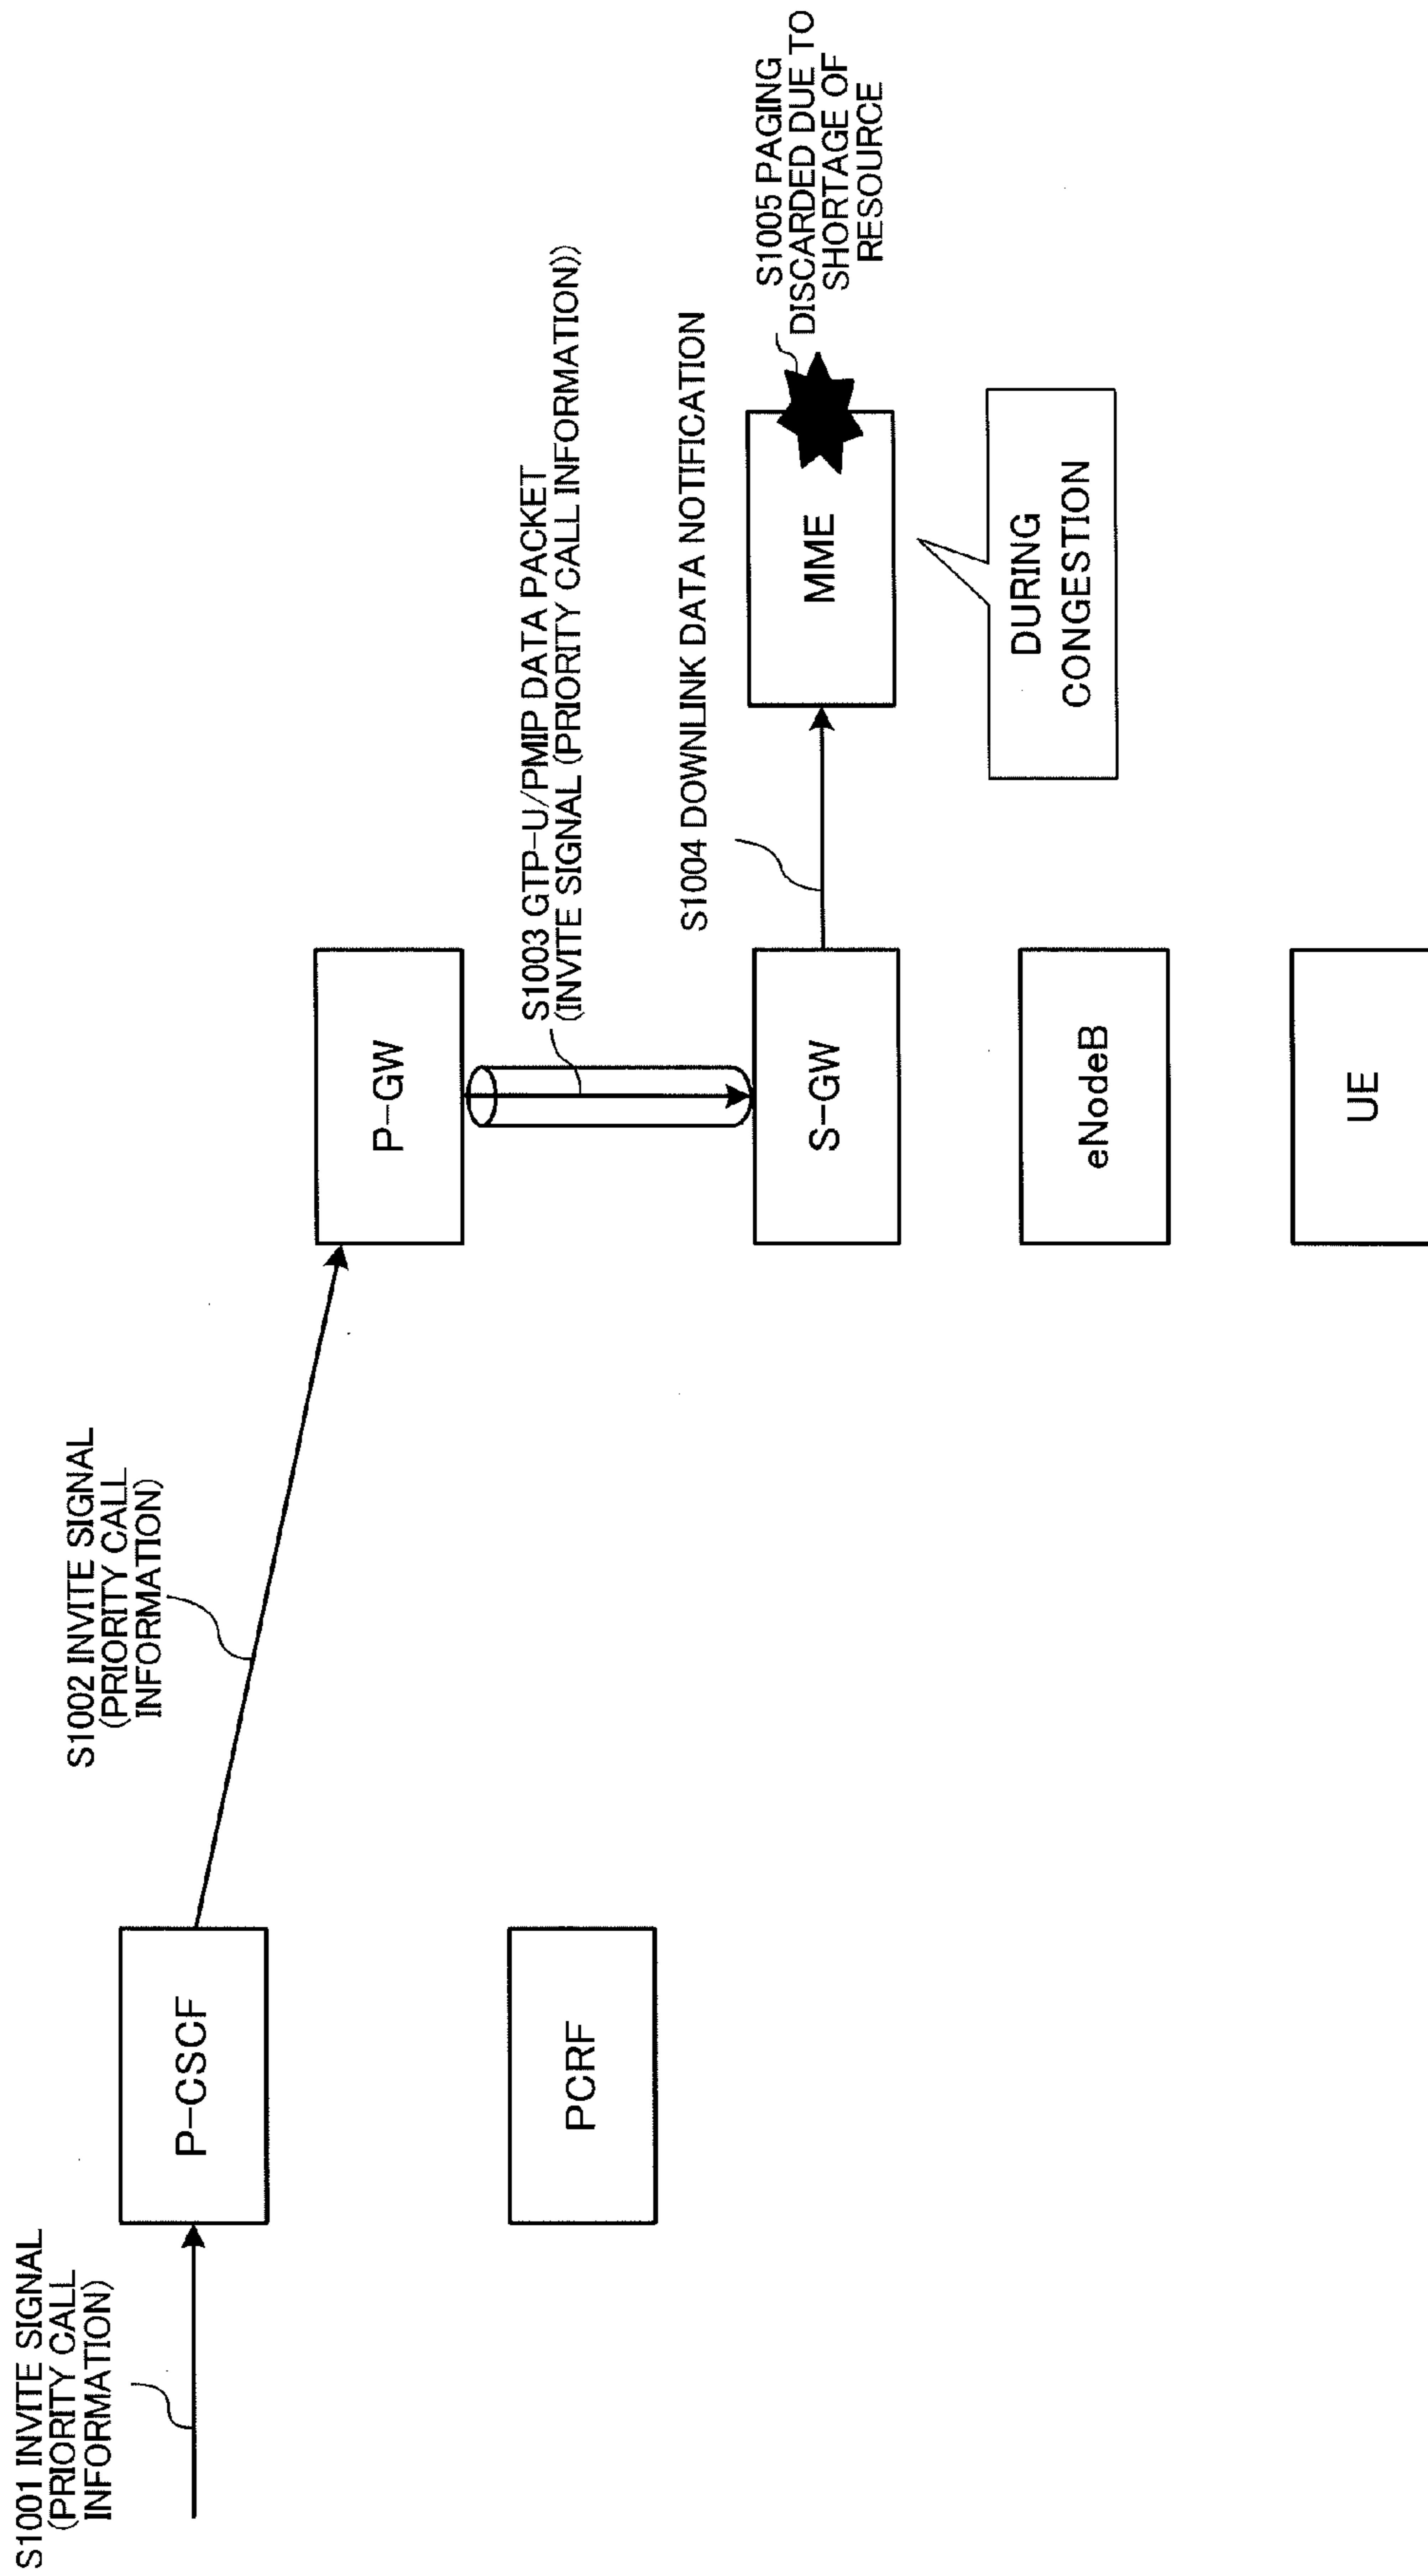 S1001 INVITE SIGNAL
(PRIORITY CALL
INFORMATION)
P-CSCF
PCRF
S1002 INVITE SIGNAL
(PRIORITY CALL
INFORMATION)
P-GW
S1003 GTP-U/PMIP DATA PACKET
(INVITE SIGNAL (PRIORITY CALL INFORMATION))
S-GW
S1004 DOWNLINK DATA NOTIFICATION
MME
S1005 PAGING
DISCARDED DUE TO
SHORTAGE OF
RESOURCE
DURING
CONGESTION
eNodeB
UE